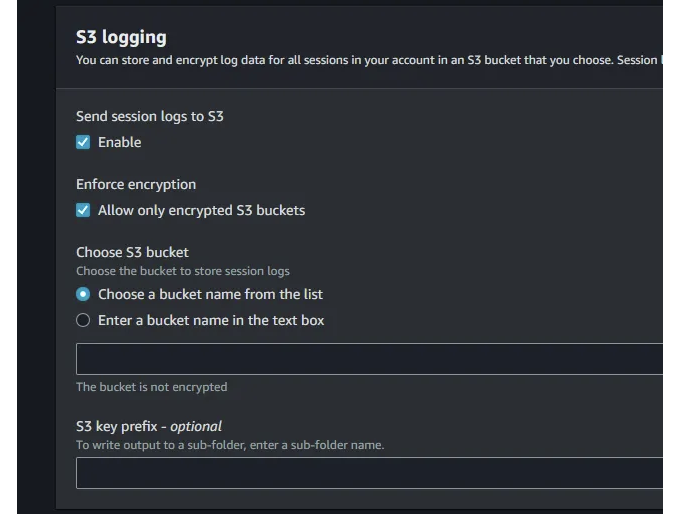 S3 logging
You can store and encrypt log data for all sessions in your account in an S3 bucket that you choose. Session
Send session logs to S3
Enable
Enforce encryption
Allow only encrypted S3 buckets
Choose S3 bucket
Choose the bucket to store session logs
Choose a bucket name from the list
Enter a bucket name in the text box
The bucket is not encrypted
S3 key prefix - optional
To write output to a sub-folder, enter a sub-folder name.